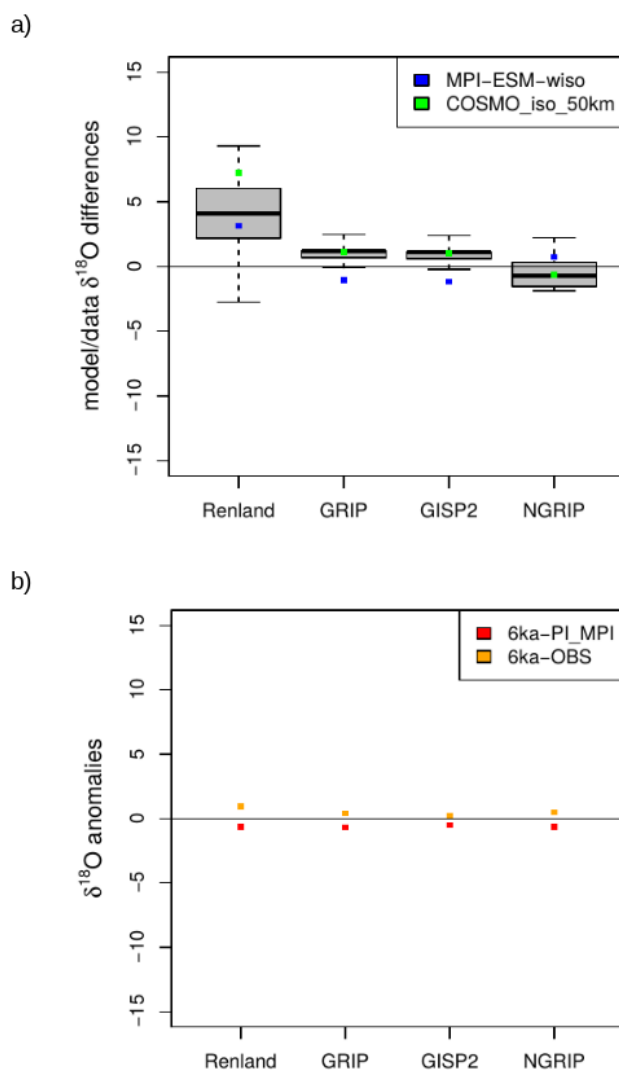 a)
MPI−ESM−wiso
COSMO_iso_50km
model/data δ¹⁸O differences
15
10
5
0
−5
−10
−15
Renland GRIP GISP2 NGRIP
b)
6ka−PI_MPI
6ka−OBS
δ¹⁸O anomalies
15
10
5
0
−5
−10
−15
Renland GRIP GISP2 NGRIP